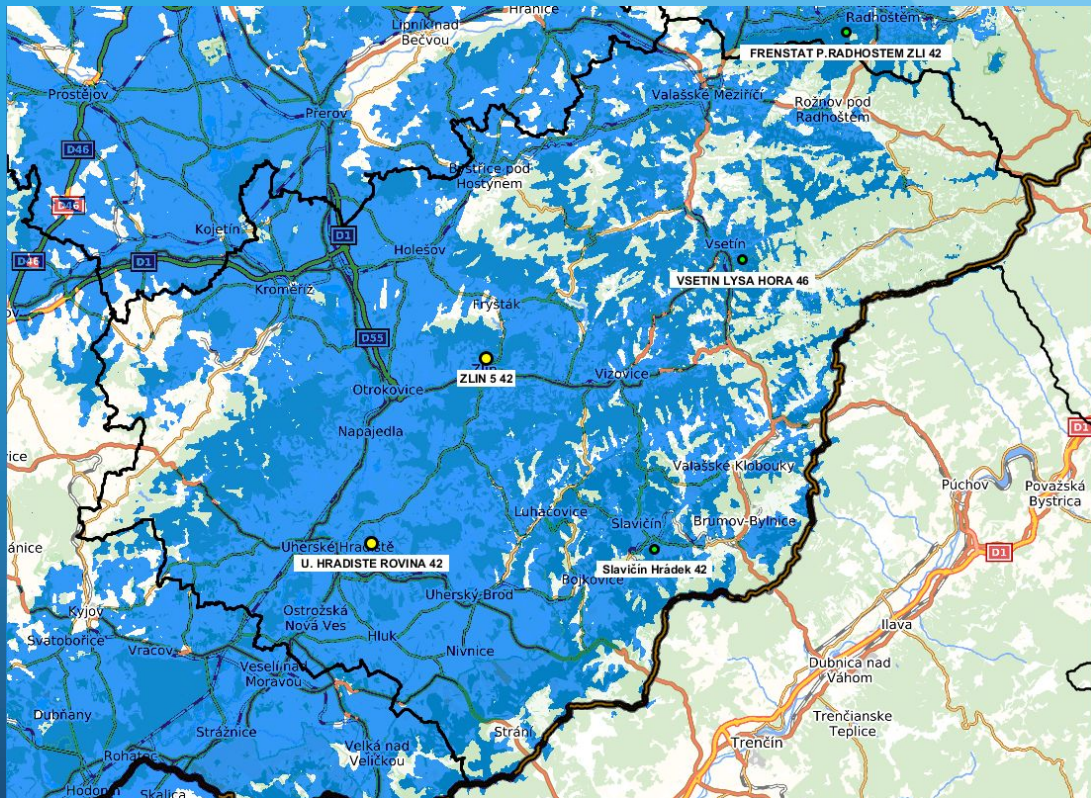 Radhoštěm
Hranice
Lipník nad
Bečvou
FRENSTAT P.RADHOSTEM ZLI 42
Prostějov
Valašské Meziříčí
Rožnov pod
Radhoštěm
Přerov
D46
Bystřice pod
Hostýnem
D46
Kojetín
D1
Vsetín
Holešov
D46
D1
VSETIN LYSA HORA 46
Kroměříž
Fryšták
D55
Zlín
ZLIN 5 42
Vizovice
Otrokovice
Napajedla
D1
Valašské Klobouky
Púchov
Považská
Bystrica
Luhačovice
Slavičín
Brumov-Bylnice
Uherské Hradiště
U. HRADISTE ROVINA 42
Slavičín Hrádek 42
D1
Bojkovice
Uherský Brod
Kyjov
Ostrožská
Nová Ves
Ilava
Svatobořice
Hluk
Vracov
Nivnice
Veselí nad
Moravou
Dubnica nad
Váhom
Dubňany
Strážnice
Strání
Trenčianske
Teplice
Velká nad
Veličkou
Trenčín
Rohatec
Hodonín
Skalica